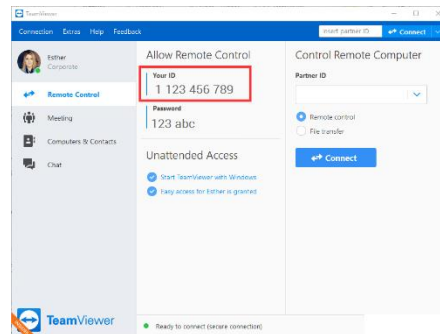 TeamViewer
Connection Extras Help Feedback
Insert partner ID
Connect
Esther
Corporate
Remote Control
Meeting
Computers & Contacts
Chat
TeamViewer
Allow Remote Control
Your ID
1 123 456 789
Password
123 abc
Unattended Access
Start TeamViewer with Windows
Easy access for Esther is granted
Ready to connect (secure connection)
Control Remote Computer
Partner ID
Remote control
File transfer
Connect